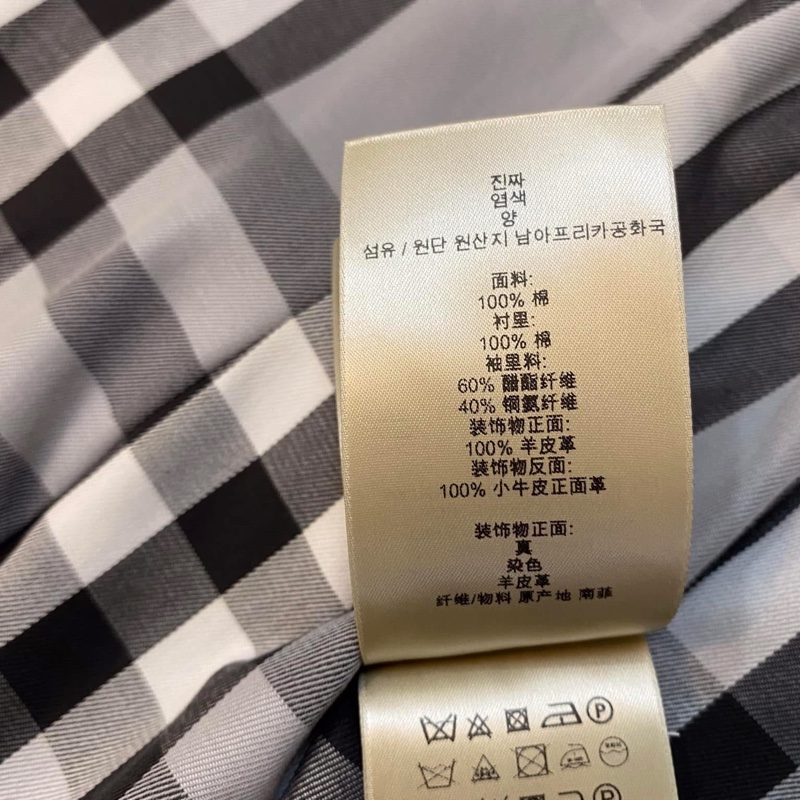 진짜
염색
양
섬유 / 원단 원산지 남아프리카공화국
面料:
100% 棉
衬里:
100% 棉
袖里料:
60% 醋酯纤维
40% 铜氨纤维
装饰物正面:
100% 羊皮革
装饰物反面:
100% 小牛皮正面革
装饰物正面:
真
染色
羊皮革
纤维/物料 原产地 南菲
P